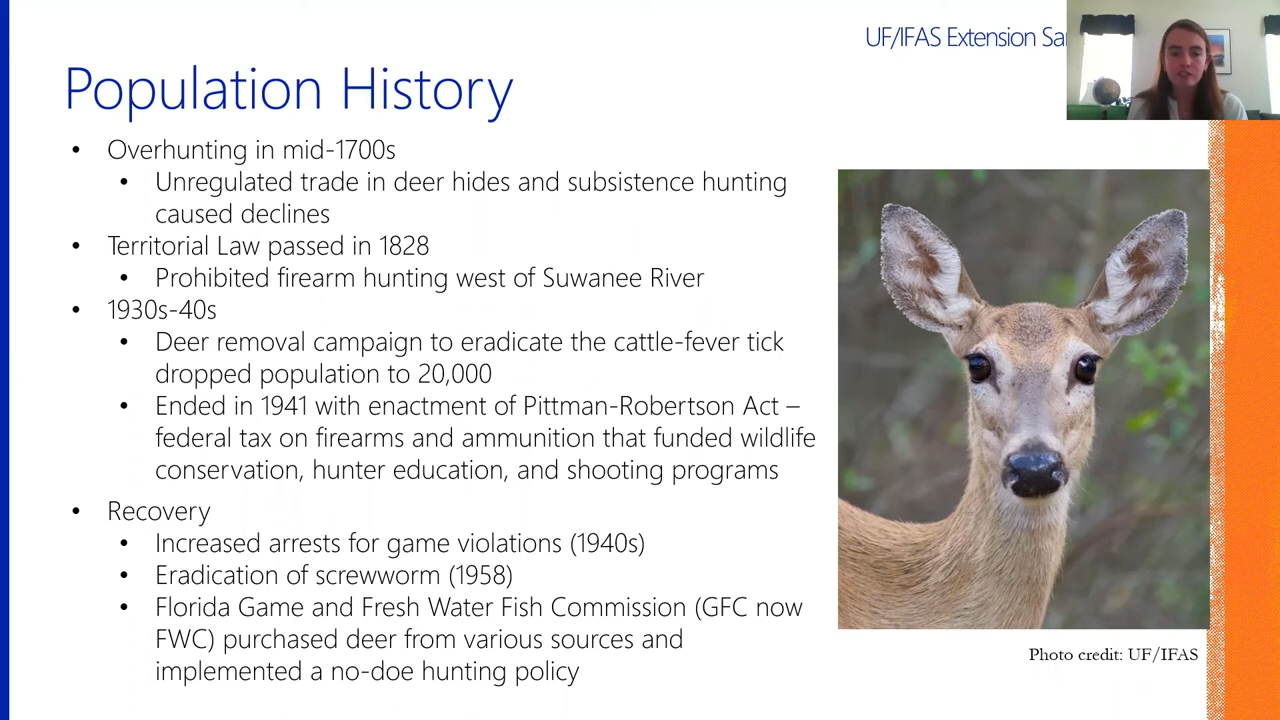 UF/IFAS Extension
Population History
• Overhunting in mid-1700s
• Unregulated trade in deer hides and subsistence hunting
caused declines
• Territorial Law passed in 1828
• Prohibited firearm hunting west of Suwanee River
• 1930s-40s
• Deer removal campaign to eradicate the cattle-fever tick
dropped population to 20,000
• Ended in 1941 with enactment of Pittman-Robertson Act –
federal tax on firearms and ammunition that funded wildlife
conservation, hunter education, and shooting programs
• Recovery
• Increased arrests for game violations (1940s)
• Eradication of screwworm (1958)
• Florida Game and Fresh Water Fish Commission (GFC now
FWC) purchased deer from various sources and
implemented a no-doe hunting policy
Photo credit: UF/IFAS